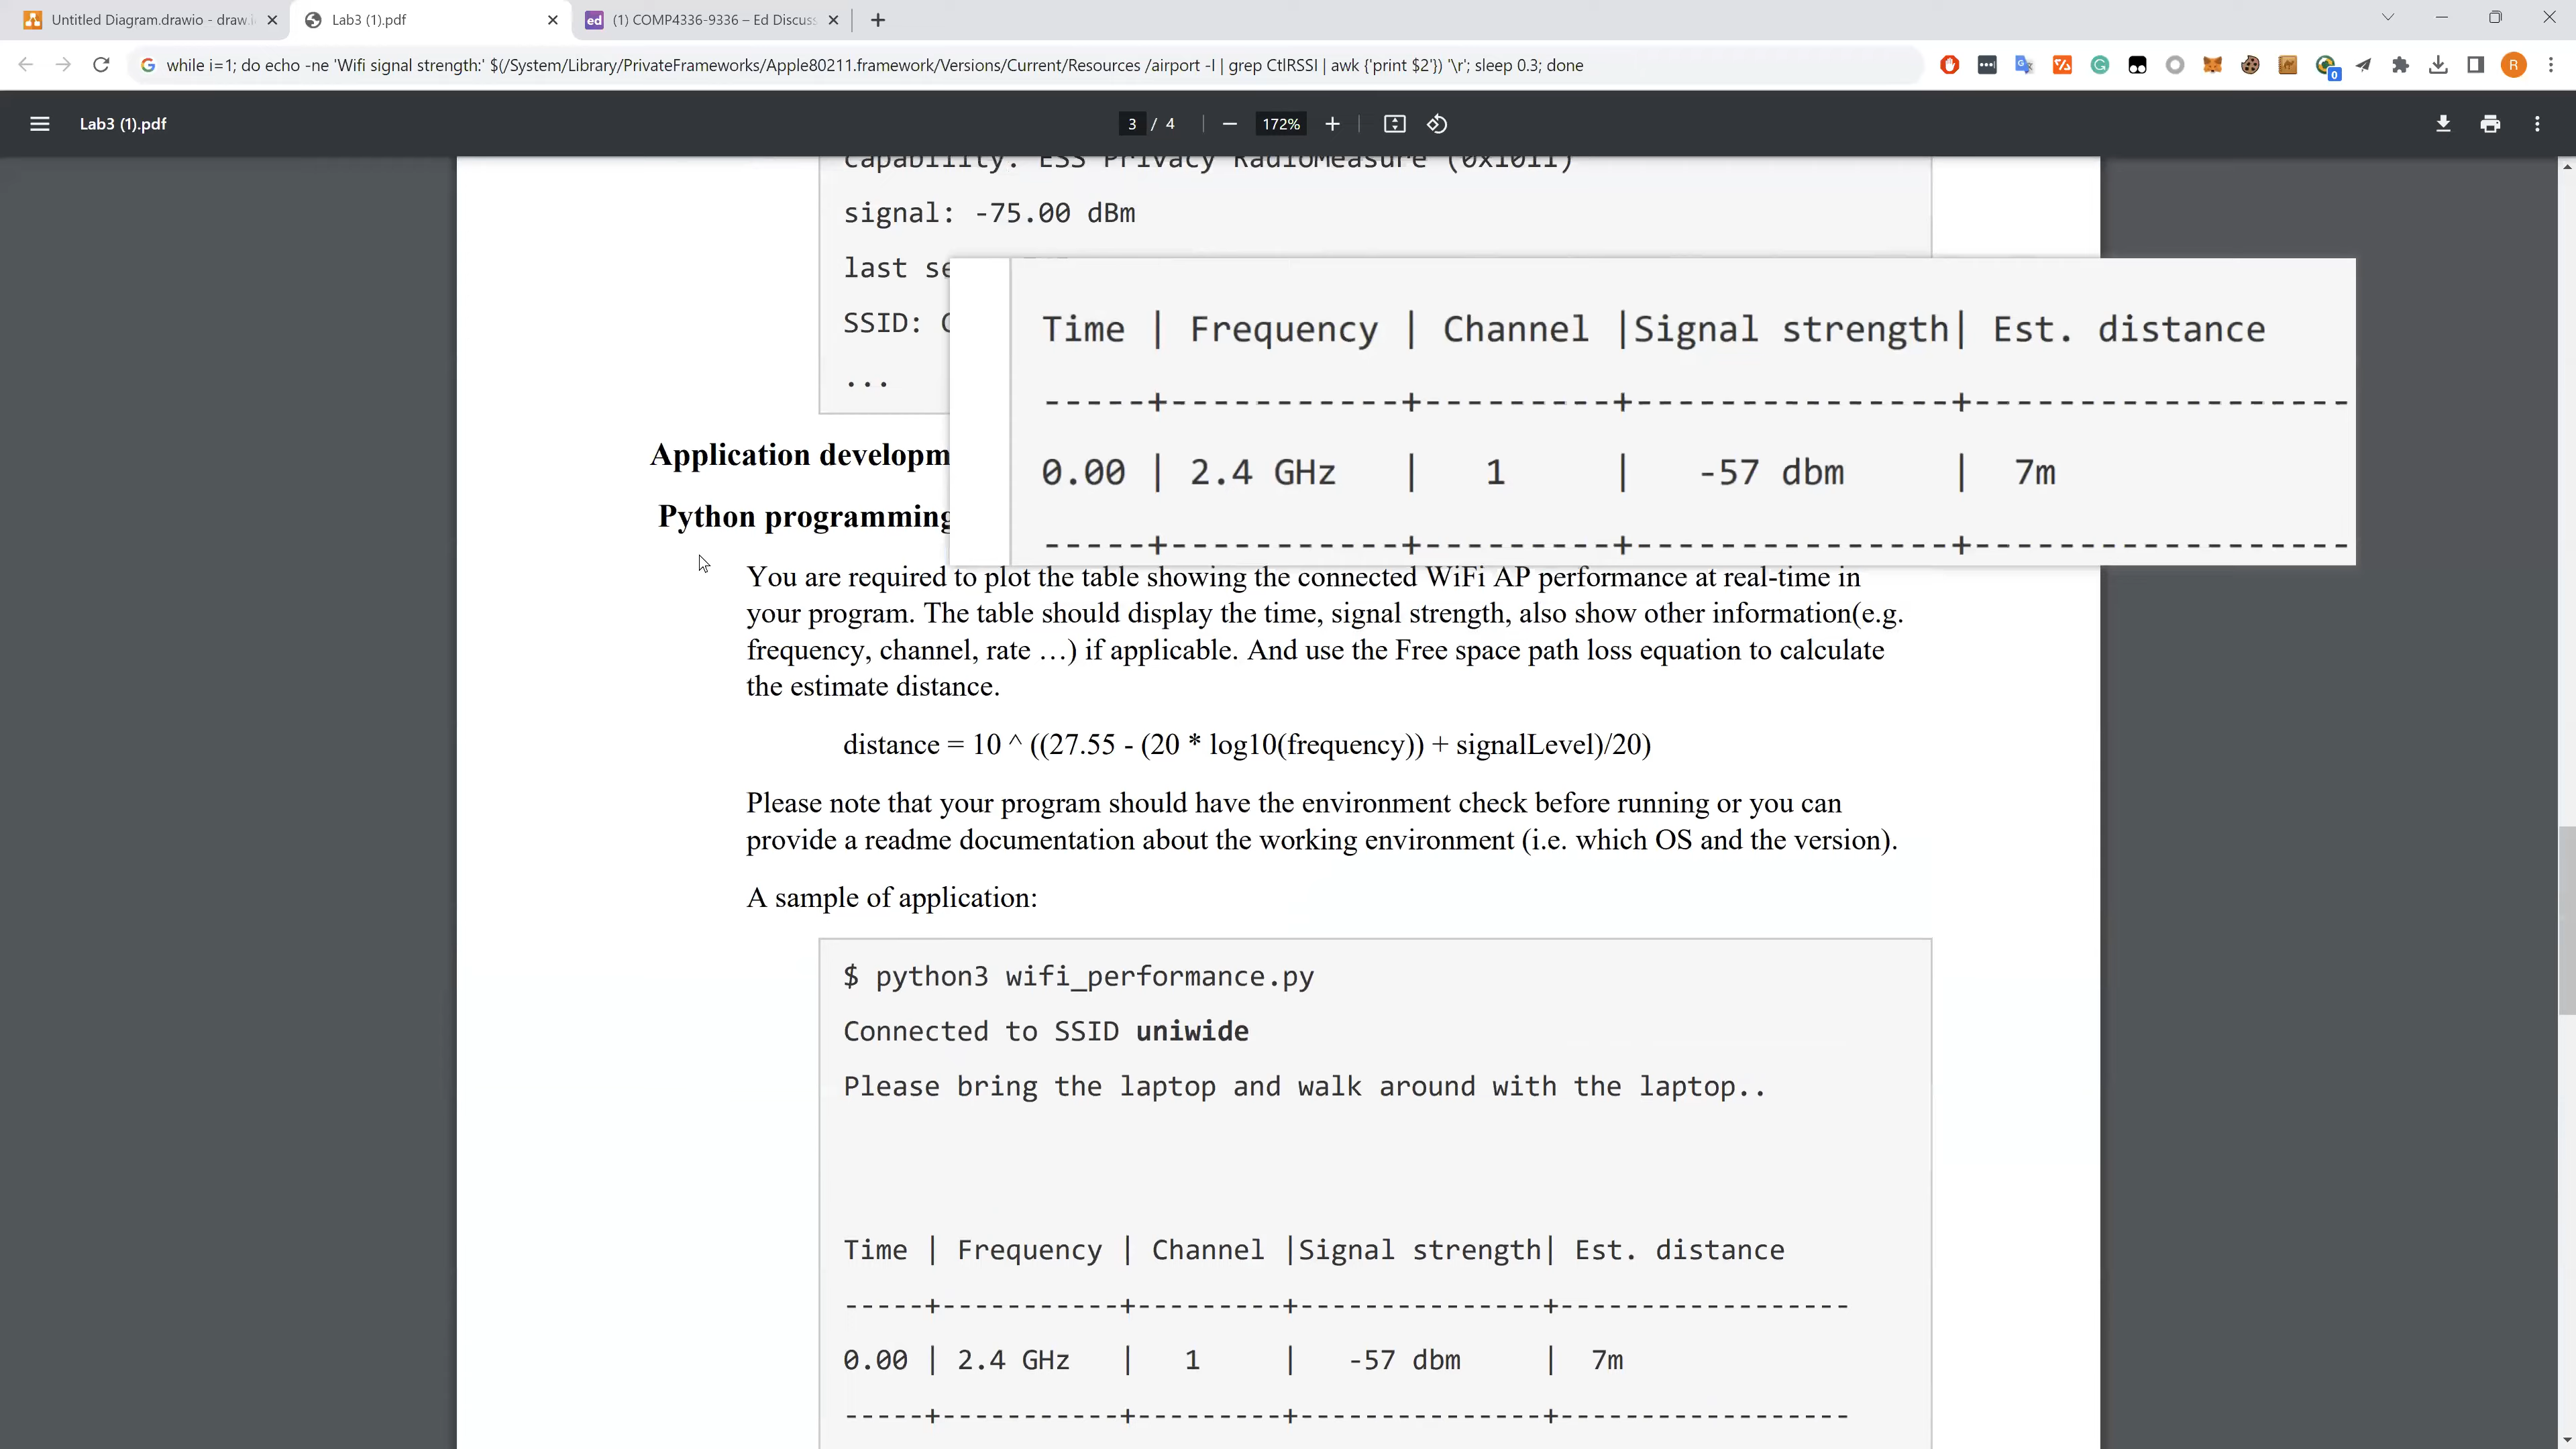 Untitled Diagram.drawio - draw.i
Lab3 (1).pdf
ed
(1) COMP4336-9336 – Ed Discuss
while i=1; do echo -ne 'Wifi signal strength:' $(/System/Library/PrivateFrameworks/Apple80211.framework/Versions/Current/Resources /airport -I | grep CtlRSSI | awk {'print $2'}) '\r'; sleep 0.3; done
0
R
Lab3 (1).pdf
3 / 4
172%
capability: ESS Privacy RadioMeasure (0x1011)
signal: -75.00 dBm
last se
SSID:
...
Time | Frequency | Channel |Signal strength| Est. distance
-----+-----------+---------+---------------+------------------
0.00 | 2.4 GHz | 1 | -57 dbm | 7m
-----+-----------+---------+---------------+------------------
Application developm
Python programming
You are required to plot the table showing the connected WiFi AP performance at real-time in
your program. The table should display the time, signal strength, also show other information(e.g.
frequency, channel, rate …) if applicable. And use the Free space path loss equation to calculate
the estimate distance.
distance = 10 ^ ((27.55 - (20 * log10(frequency)) + signalLevel)/20)
Please note that your program should have the environment check before running or you can
provide a readme documentation about the working environment (i.e. which OS and the version).
A sample of application:
$ python3 wifi_performance.py
Connected to SSID uniwide
Please bring the laptop and walk around with the laptop..
Time | Frequency | Channel |Signal strength| Est. distance
-----+-----------+---------+---------------+------------------
0.00 | 2.4 GHz | 1 | -57 dbm | 7m
-----+-----------+---------+---------------+------------------